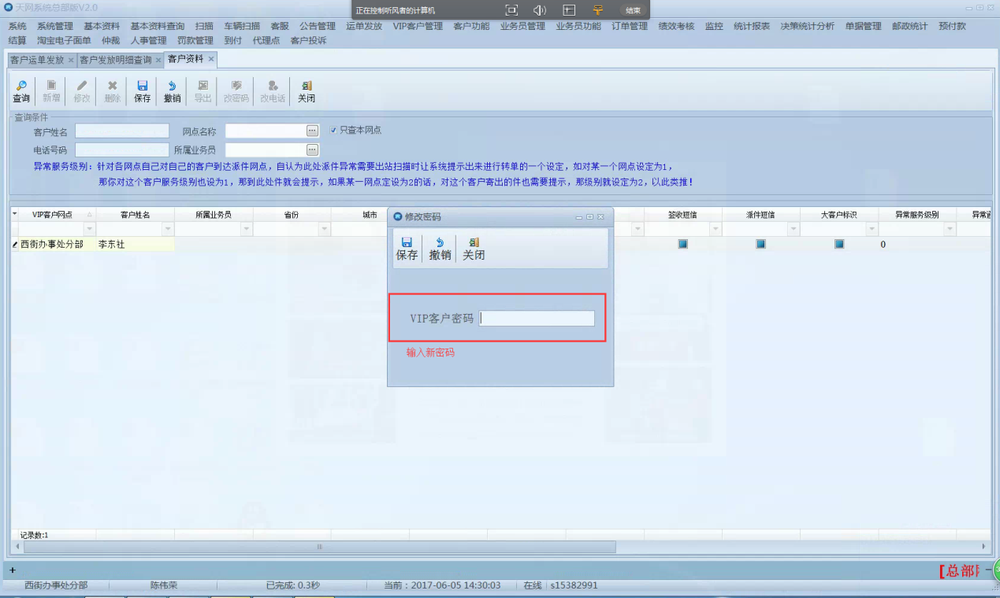 天网系统总部版V2.0
正在控制听风者的计算机
结束
系统 系统管理 基本资料 基本资料查询 扫描 车辆扫描 客服 公告管理 运单发放 VIP客户管理 客户功能 业务员管理 业务员功能 订单管理 绩效考核 监控 统计报表 决策统计分析 单据管理 邮政统计 预付款
结算 淘宝电子面单 仲裁 人事管理 罚款管理 到付 代理点 客户投诉
客户运单发放 客户发放明细查询 客户资料
查询 新增 修改 删除 保存 撤销 导出 改密码 改电话 关闭
查询条件
客户姓名 网点名称 只查本网点
电话号码 所属业务员
异常服务级别：针对各网点自己对自己的客户到达派件网点，自认为此处派件异常需要出站扫描时让系统提示出来进行转单的一个设定，如对某一个网点设定为1，
那你对这个客户服务级别也设为1，那到此处件就会提示，如果某一网点定设为2的话，对这个客户寄出的件也需要提示，那级别就设定为2，以此类推！
VIP客户网点 客户姓名 所属业务员 省份 城市 签收短信 派件短信 大客户标识 异常服务级别 异常
西街办事处分部 李东社 0
修改密码
保存 撤销 关闭
VIP客户密码
输入新密码
记录数:1
[总部
西街办事处分部 陈伟荣 已完成: 0.3秒 当前：2017-06-05 14:30:03 在线 s15382991